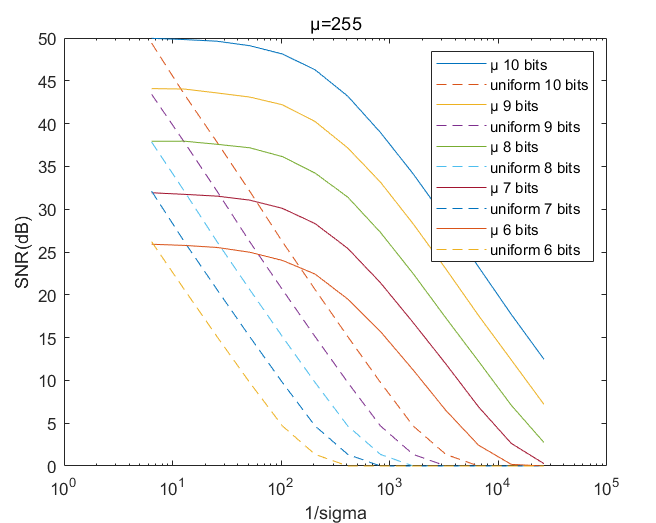 μ=255
50
45
40
35
30
25
20
15
10
5
0
SNR(dB)
μ 10 bits
uniform 10 bits
μ 9 bits
uniform 9 bits
μ 8 bits
uniform 8 bits
μ 7 bits
uniform 7 bits
μ 6 bits
uniform 6 bits
10^0 10^1 10^2 10^3 10^4 10^5
1/sigma